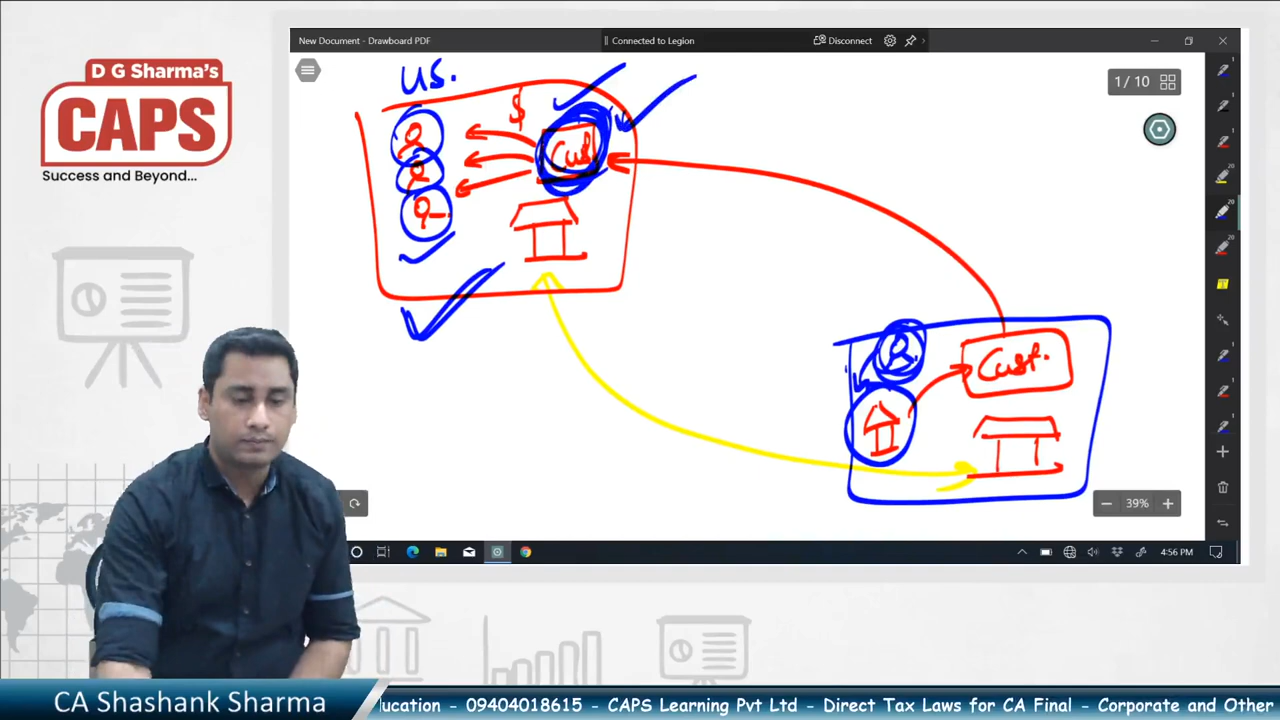 D G Sharma's
CAPS
Success and Beyond...
New Document - Drawboard PDF
Connected to Legion
Disconnect
1 / 10
US.
$
Cust
Cust.
39%
4:56 PM
CA Shashank Sharma
ducation - 09404018615 - CAPS Learning Pvt Ltd - Direct Tax Laws for CA Final - Corporate and Other